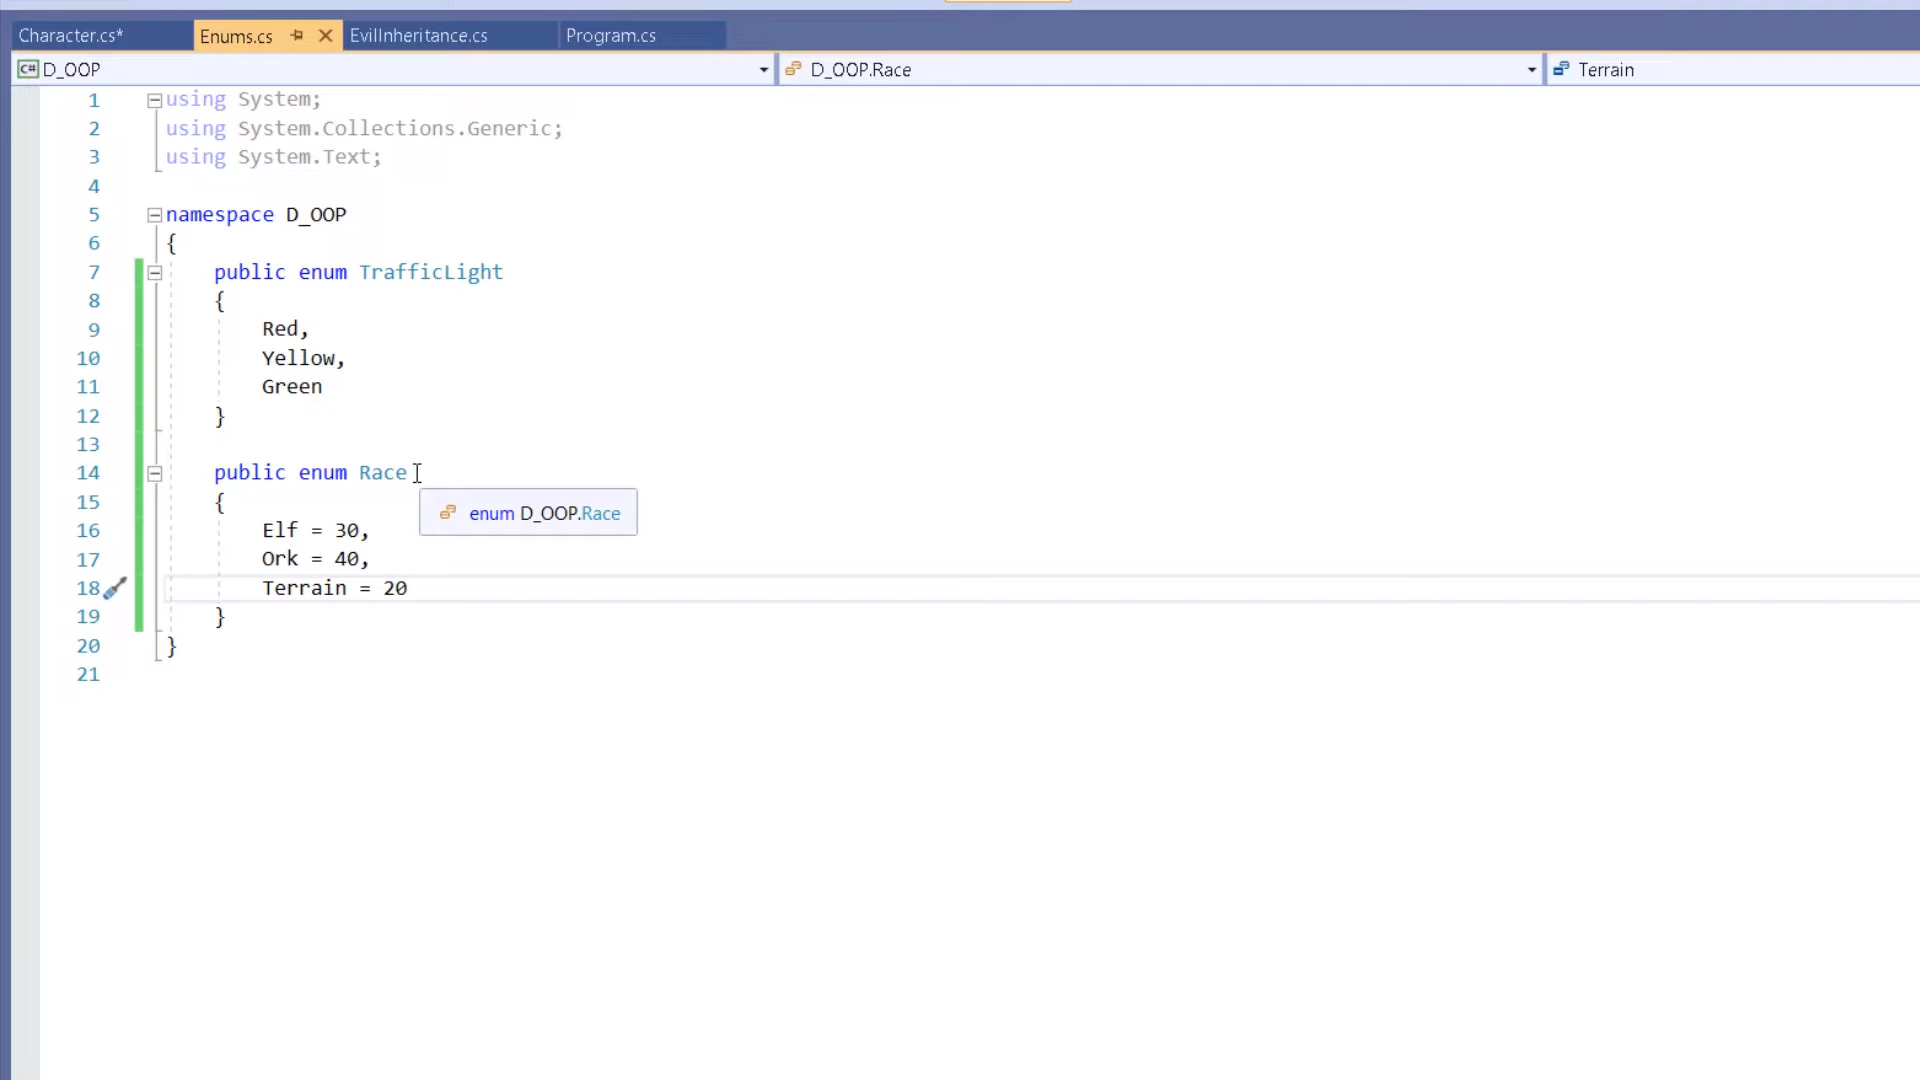 Character.cs* Enums.cs EvilInheritance.cs Program.cs
C# D_OOP D_OOP.Race Terrain
1 using System;
2 using System.Collections.Generic;
3 using System.Text;
4
5 namespace D_OOP
6 {
7 public enum TrafficLight
8 {
9 Red,
10 Yellow,
11 Green
12 }
13
14 public enum Race
15 {
enum D_OOP.Race
16 Elf = 30,
17 Ork = 40,
18 Terrain = 20
19 }
20 }
21